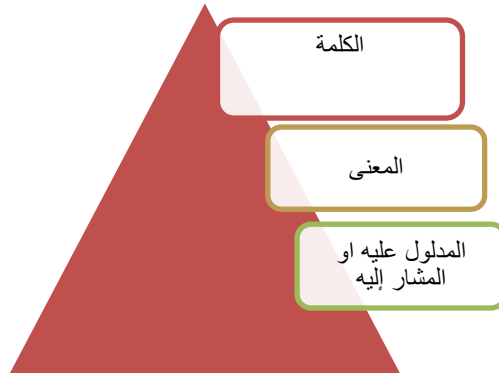 الكلمة
المعنى
المدلول عليه او
المشار إليه